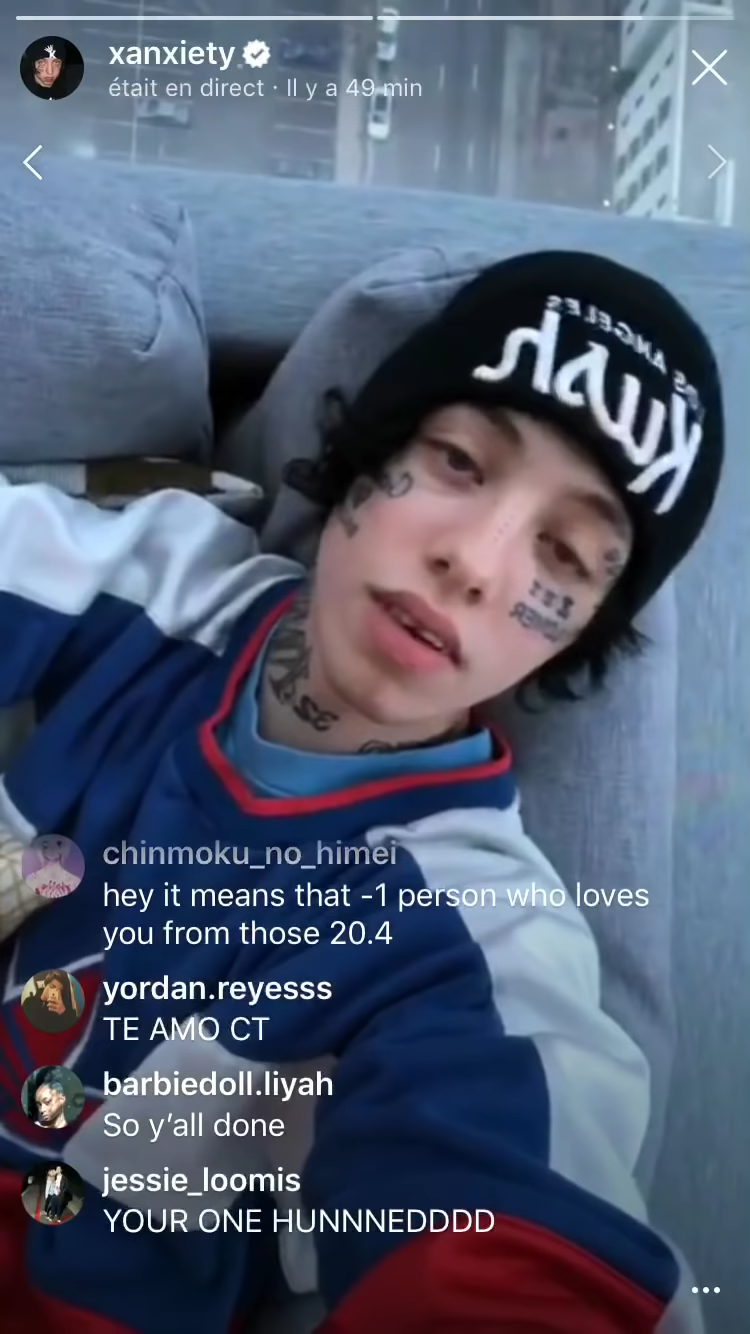 xanxiety
était en direct · Il y a 49 min
LOS ANGELES
Kush
chinmoku_no_himei
hey it means that -1 person who loves
you from those 20.4
yordan.reyesss
TE AMO CT
barbiedoll.liyah
So y'all done
jessie_loomis
YOUR ONE HUNNNEDDDD